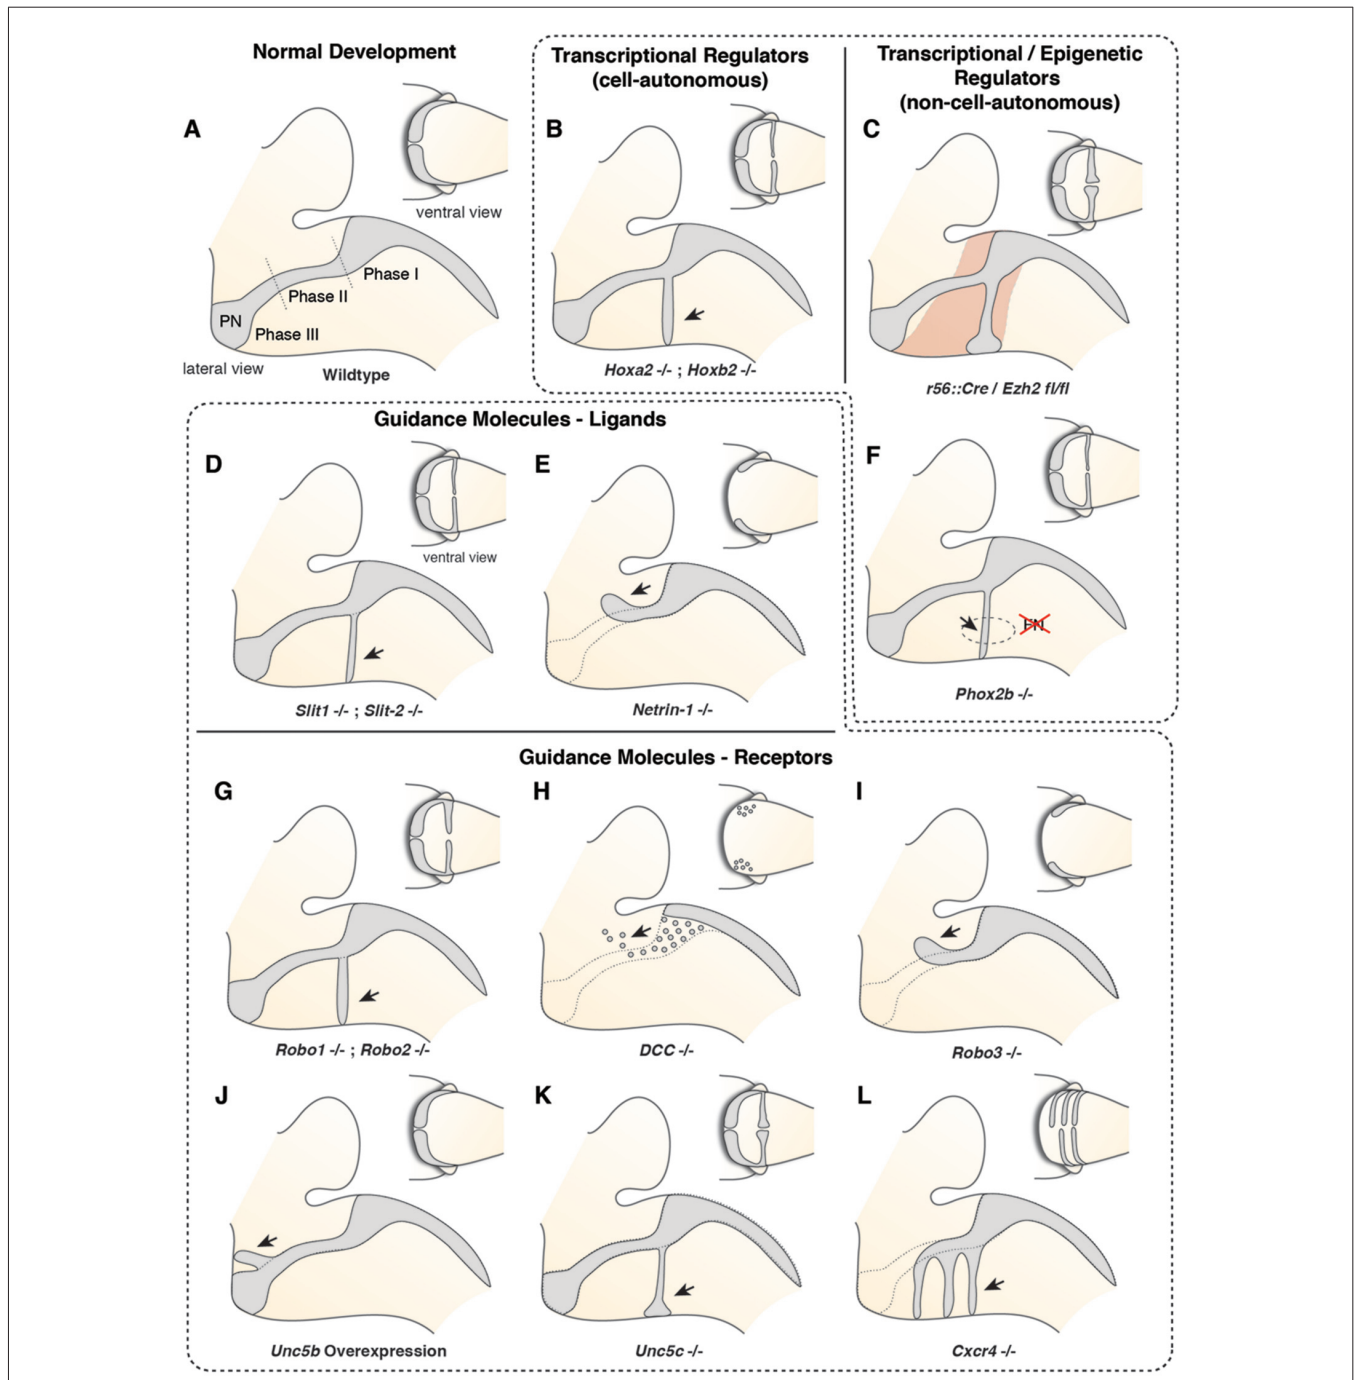 Normal Development
Transcriptional Regulators
(cell-autonomous)
Transcriptional / Epigenetic
Regulators
(non-cell-autonomous)
A
ventral view
Phase I
Phase II
PN
Phase III
lateral view
Wildtype
B
Hoxa2 -/- ; Hoxb2 -/-
C
r56::Cre / Ezh2 fl/fl
Guidance Molecules - Ligands
D
ventral view
Slit1 -/- ; Slit-2 -/-
E
Netrin-1 -/-
F
FN
Phox2b -/-
Guidance Molecules - Receptors
G
Robo1 -/- ; Robo2 -/-
H
DCC -/-
I
Robo3 -/-
J
Unc5b Overexpression
K
Unc5c -/-
L
Cxcr4 -/-